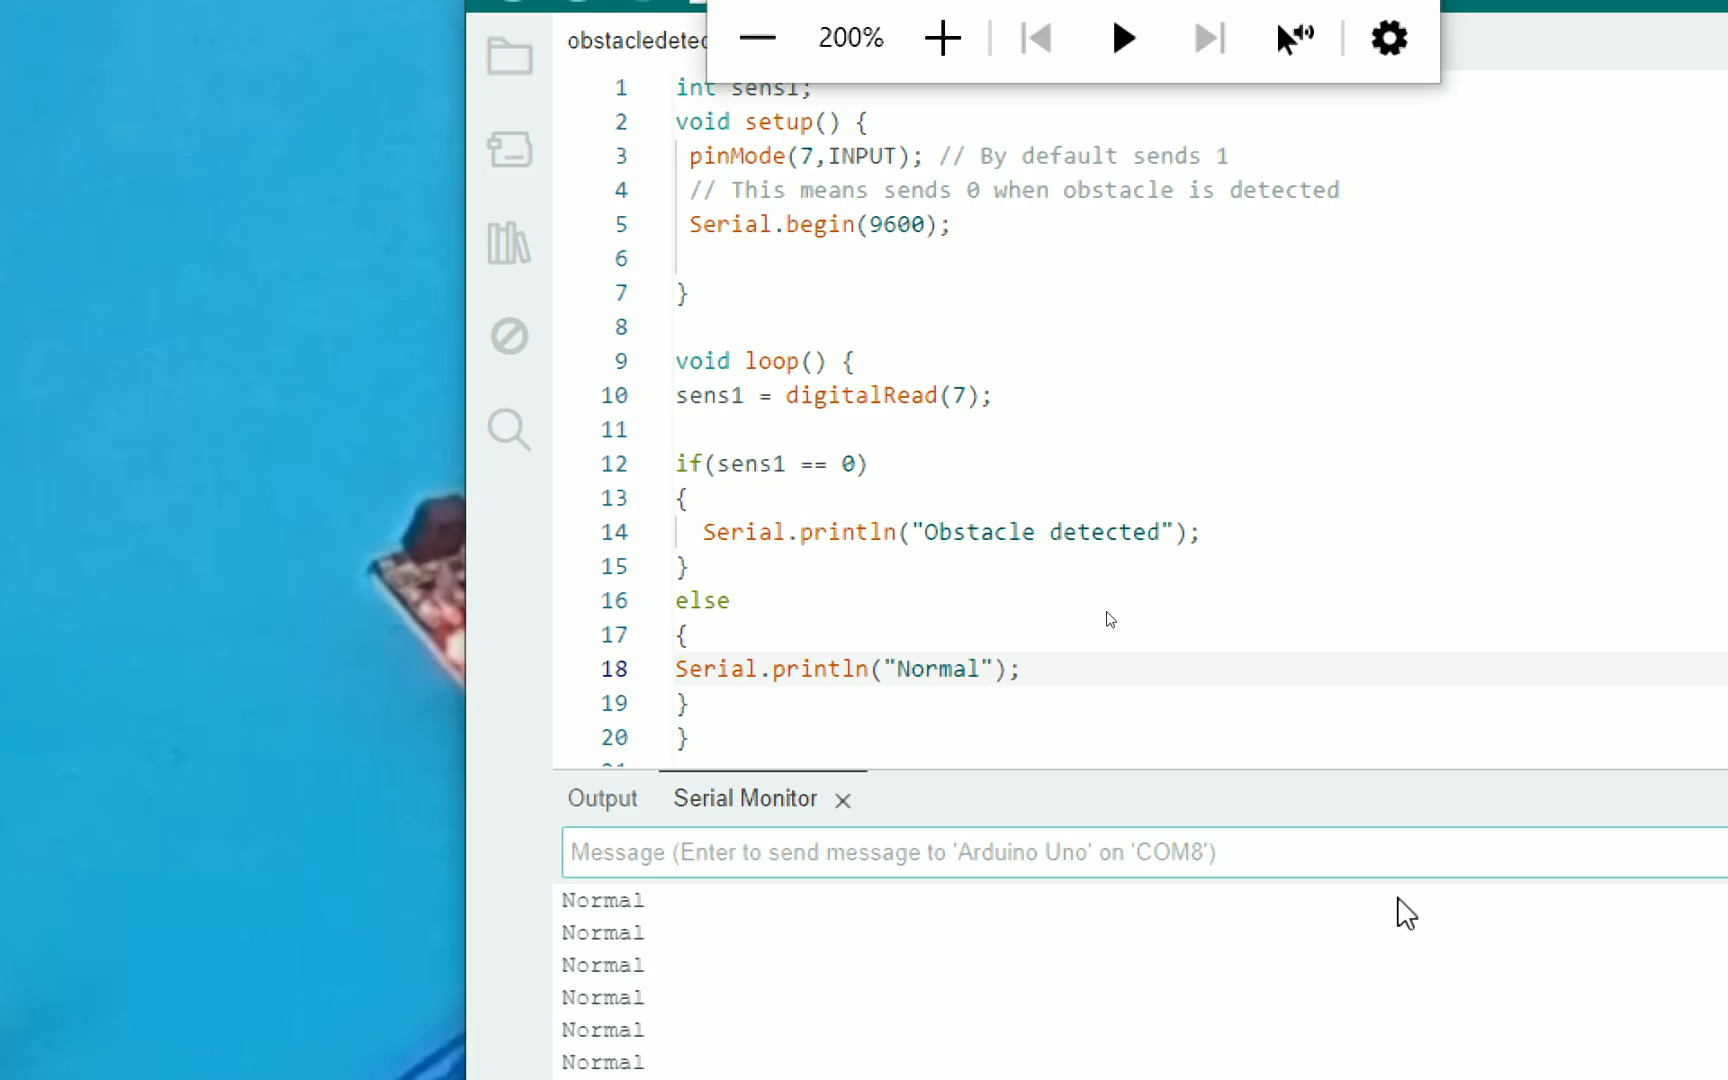 200%
obstacledetec
1 int sens1;
2 void setup() {
3 pinMode(7,INPUT); // By default sends 1
4 // This means sends 0 when obstacle is detected
5 Serial.begin(9600);
6
7 }
8
9 void loop() {
10 sens1 = digitalRead(7);
11
12 if(sens1 == 0)
13 {
14 Serial.println("Obstacle detected");
15 }
16 else
17 {
18 Serial.println("Normal");
19 }
20 }
Output Serial Monitor
Message (Enter to send message to 'Arduino Uno' on 'COM8')
Normal
Normal
Normal
Normal
Normal
Normal